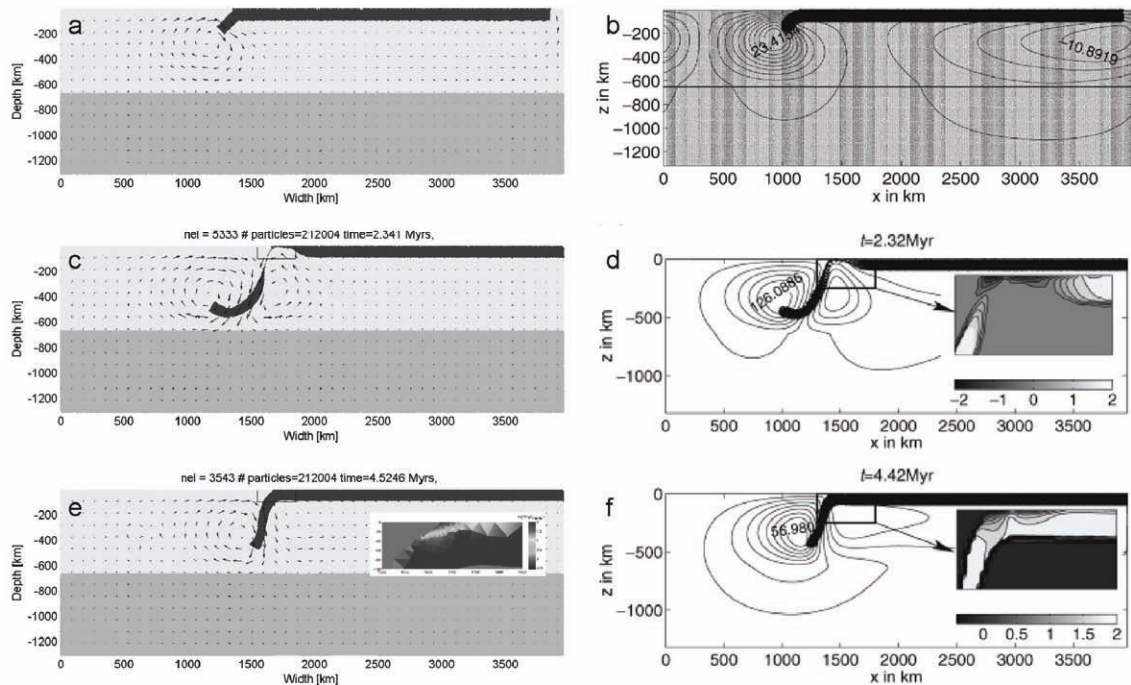 a
-200
-400
-600
-800
-1000
-1200
Depth [km]
0 500 1000 1500 2000 2500 3000 3500
Width [km]
b
0
-200
-400
-600
-800
-1000
-1200
z in km
-10.8919
0 500 1000 1500 2000 2500 3000 3500
x in km
nel = 5333 # particles=212004 time=2.341 Myrs,
c
-200
-400
-600
-800
-1000
-1200
Depth [km]
0 500 1000 1500 2000 2500 3000 3500
Width [km]
t=2.32Myr
d
0
-500
-1000
z in km
126.0886
-2 -1 0 1 2
0 500 1000 1500 2000 2500 3000 3500
x in km
nel = 3543 # particles=212004 time=4.5246 Myrs,
e
-200
-400
-600
-800
-1000
-1200
Depth [km]
0 500 1000 1500 2000 2500 3000 3500
Width [km]
t=4.42Myr
f
0
-500
-1000
z in km
56.980
0 0.5 1 1.5 2
0 500 1000 1500 2000 2500 3000 3500
x in km